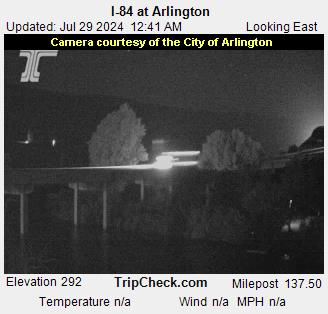 I-84 at Arlington
Updated: Jul 29 2024 12:41 AM Looking East
Camera courtesy of the City of Arlington
Elevation 292 TripCheck.com Milepost 137.50
Temperature n/a Wind n/a MPH n/a